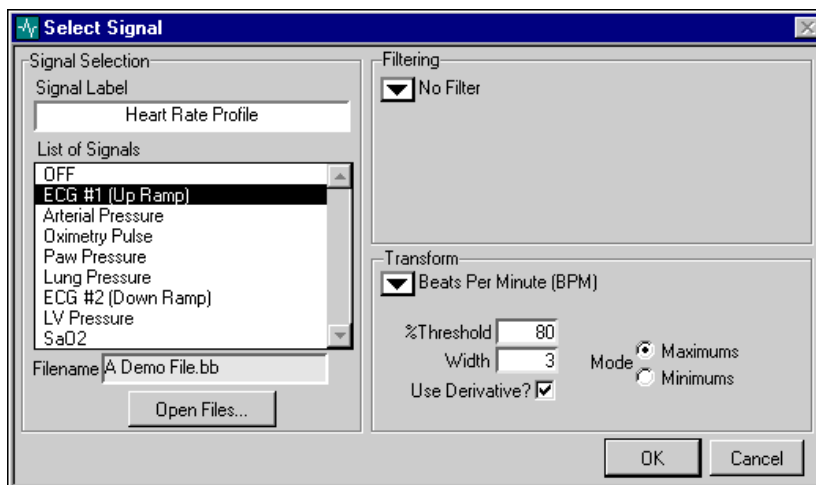 Select Signal
Signal Selection
Signal Label
Heart Rate Profile
List of Signals
OFF
ECG #1 (Up Ramp)
Arterial Pressure
Oximetry Pulse
Paw Pressure
Lung Pressure
ECG #2 (Down Ramp)
LV Pressure
SaO2
Filename A Demo File.bb
Open Files...
Filtering
No Filter
Transform
Beats Per Minute (BPM)
%Threshold 80
Width 3
Use Derivative?
Mode
Maximums
Minimums
OK Cancel